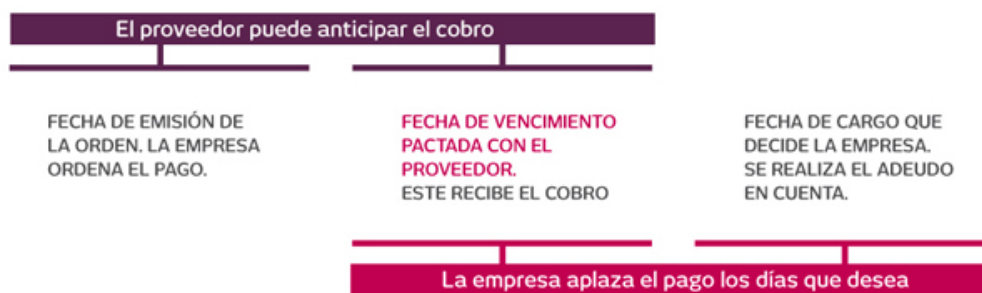 El proveedor puede anticipar el cobro
FECHA DE EMISIÓN DE
LA ORDEN. LA EMPRESA
ORDENA EL PAGO.
FECHA DE VENCIMIENTO
PACTADA CON EL
PROVEEDOR.
ESTE RECIBE EL COBRO
FECHA DE CARGO QUE
DECIDE LA EMPRESA.
SE REALIZA EL ADEUDO
EN CUENTA.
La empresa aplaza el pago los días que desea